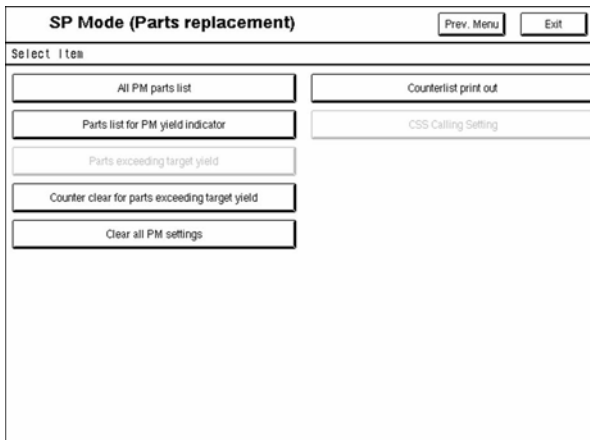 SP Mode (Parts replacement)
Prev. Menu
Exit
Select Item
All PM parts list
Counterlist print out
Parts list for PM yield indicator
CSS Calling Setting
Parts exceeding target yield
Counter clear for parts exceeding target yield
Clear all PM settings